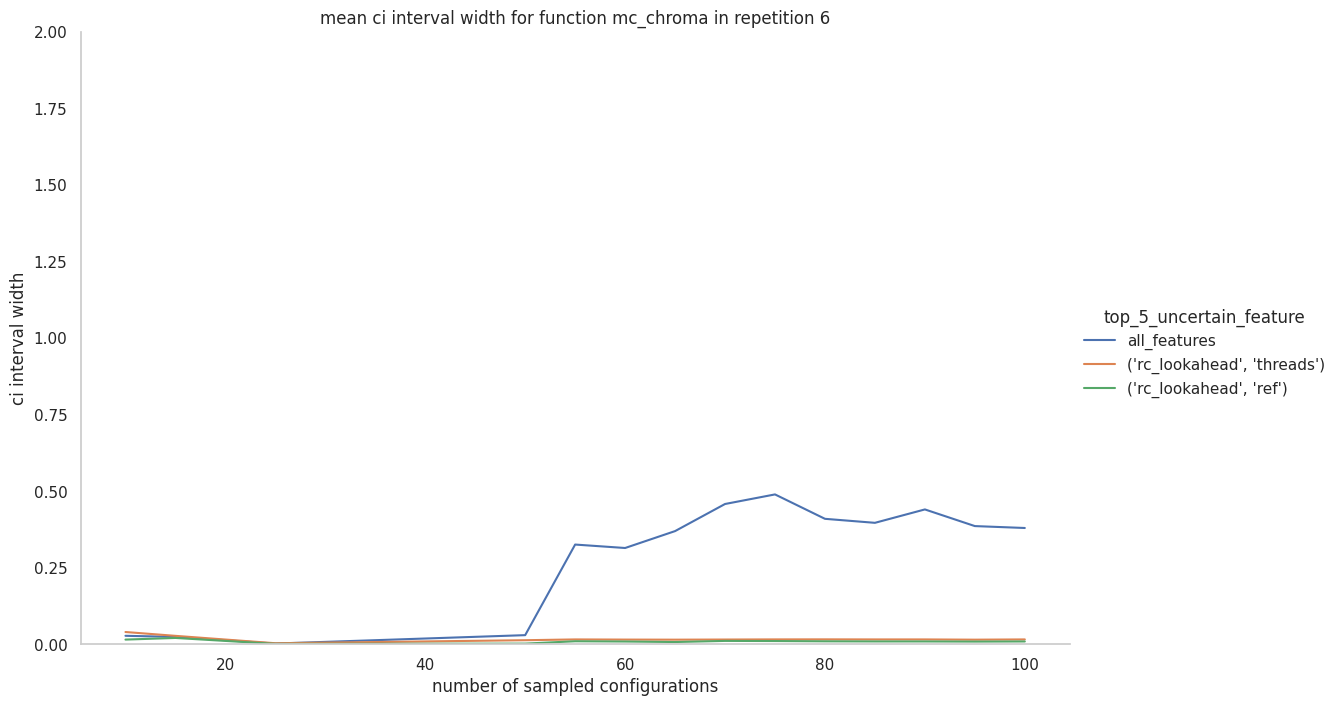 mean ci interval width for function mc_chroma in repetition 6
2.00
1.75
1.50
1.25
1.00
0.75
0.50
0.25
0.00
ci interval width
20
40
60
80
100
number of sampled configurations
top_5_uncertain_feature
all_features
('rc_lookahead', 'threads')
('rc_lookahead', 'ref')